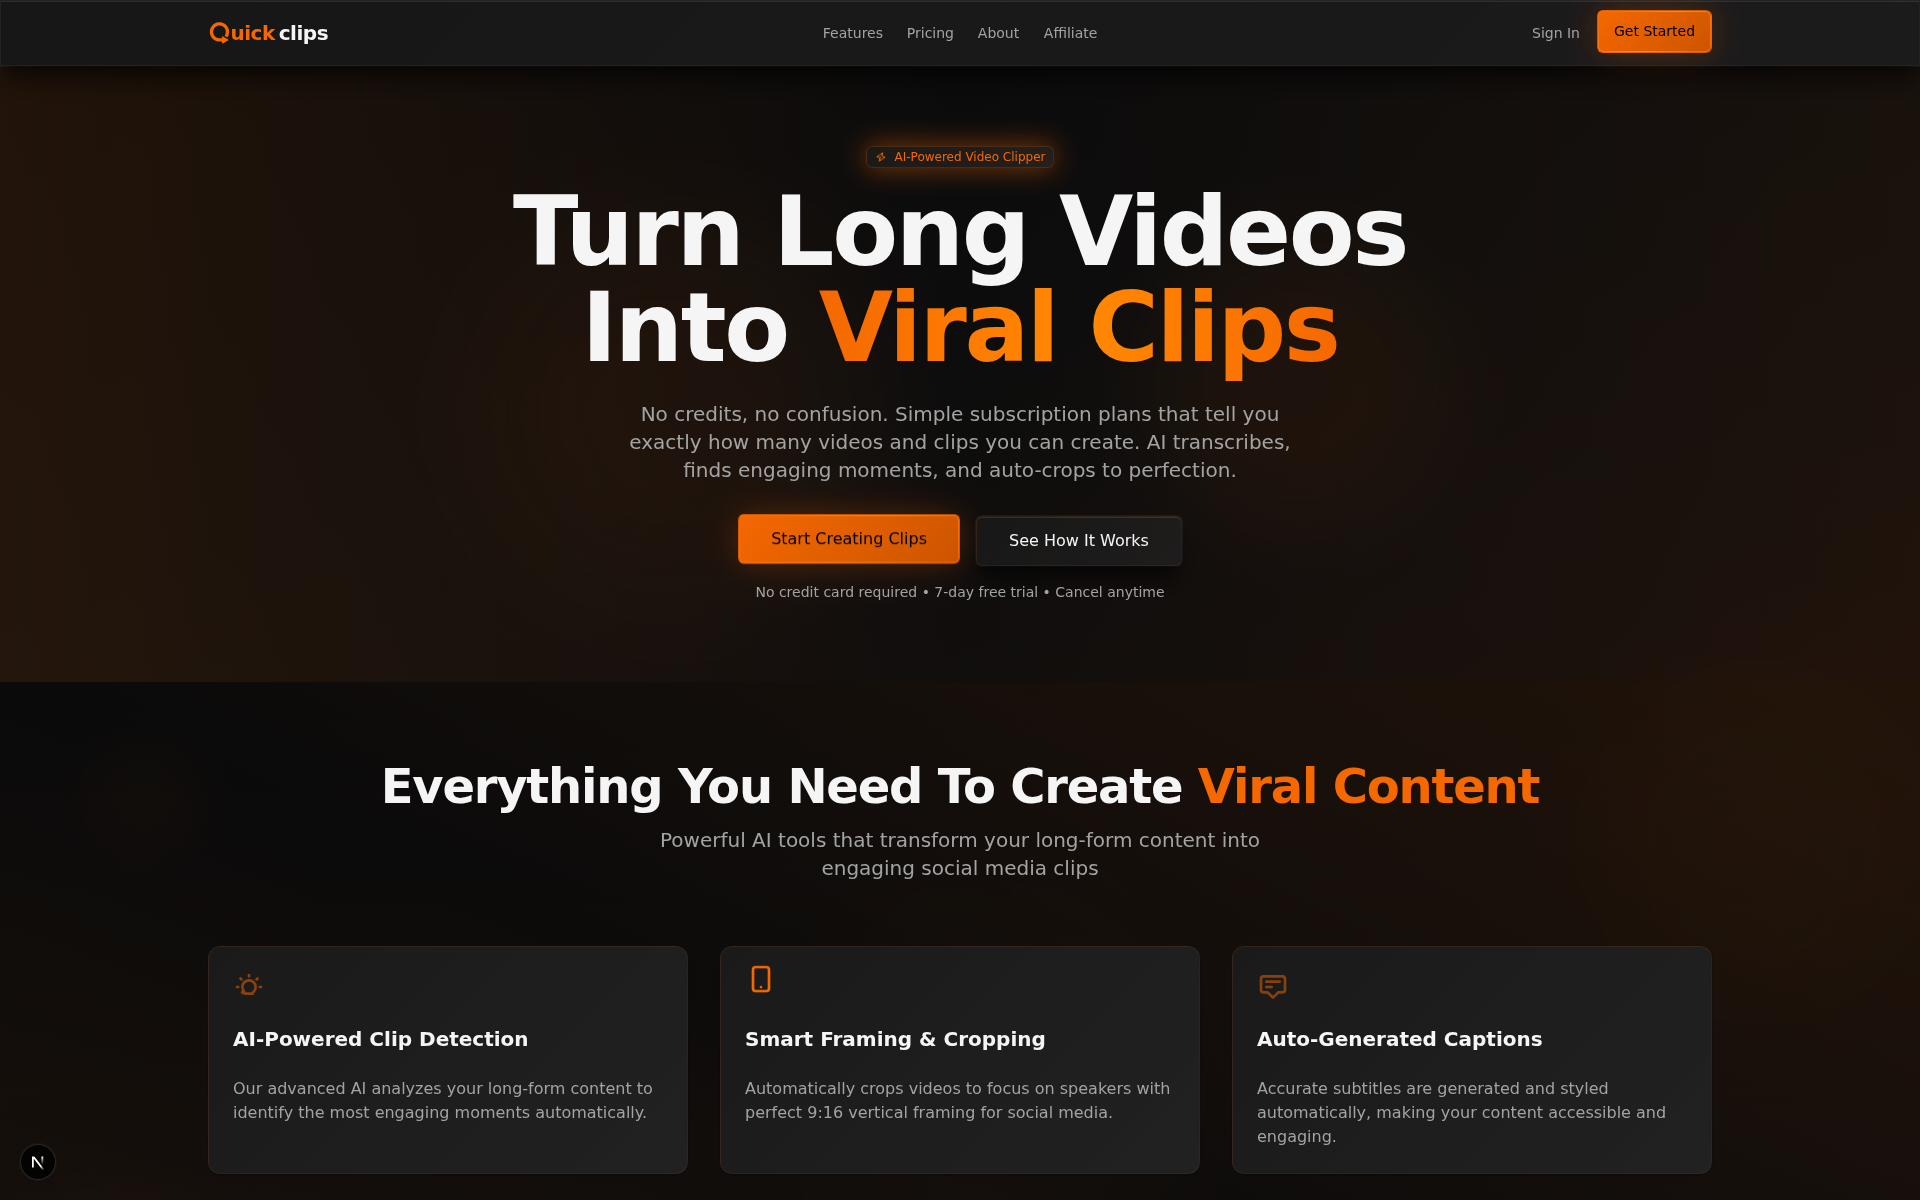 Quick clips
Features
Pricing
About
Affiliate
Sign In
Get Started
AI-Powered Video Clipper
Turn Long Videos
Into Viral Clips
No credits, no confusion. Simple subscription plans that tell you
exactly how many videos and clips you can create. AI transcribes,
finds engaging moments, and auto-crops to perfection.
Start Creating Clips
See How It Works
No credit card required • 7-day free trial • Cancel anytime
Everything You Need To Create Viral Content
Powerful AI tools that transform your long-form content into
engaging social media clips
AI-Powered Clip Detection
Our advanced AI analyzes your long-form content to
identify the most engaging moments automatically.
Smart Framing & Cropping
Automatically crops videos to focus on speakers with
perfect 9:16 vertical framing for social media.
Auto-Generated Captions
Accurate subtitles are generated and styled
automatically, making your content accessible and
engaging.
N